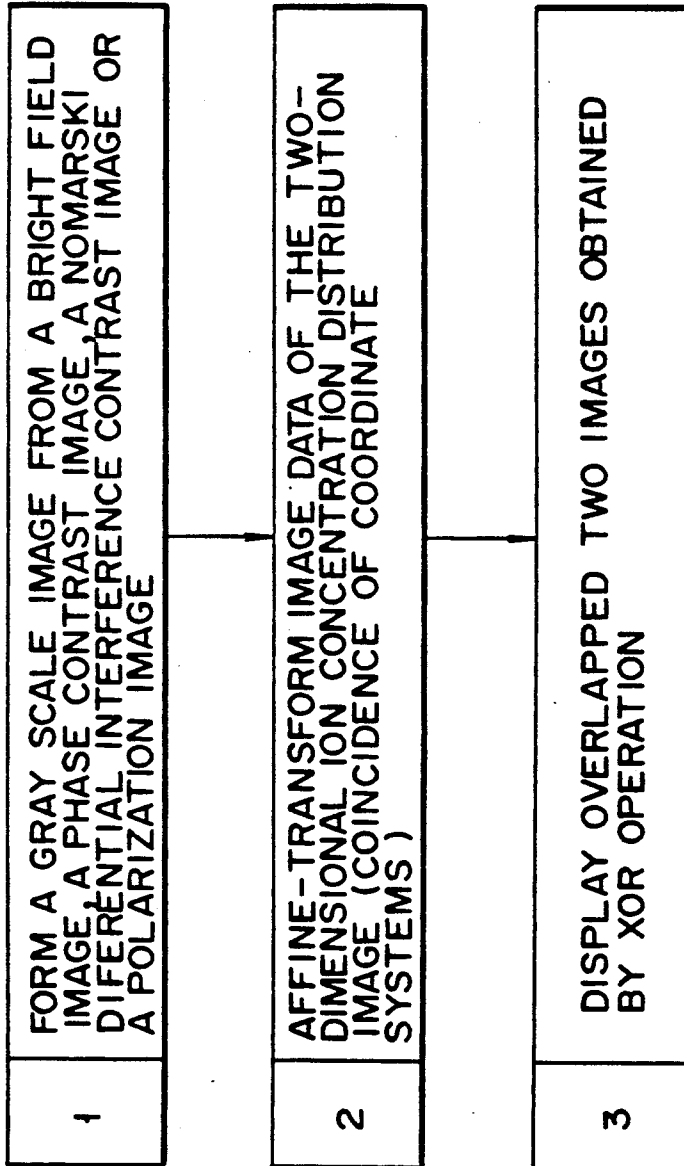 1
FORM A GRAY SCALE IMAGE FROM A BRIGHT FIELD
IMAGE, A PHASE CONTRAST IMAGE, A NOMARSKI
DIFERENTIAL INTERFERENCE CONTRAST IMAGE OR
A POLARIZATION IMAGE
2
AFFINE-TRANSFORM IMAGE DATA OF THE TWO-
DIMENSIONAL ION CONCENTRATION DISTRIBUTION
IMAGE (COINCIDENCE OF COORDINATE
SYSTEMS)
3
DISPLAY OVERLAPPED TWO IMAGES OBTAINED
BY XOR OPERATION